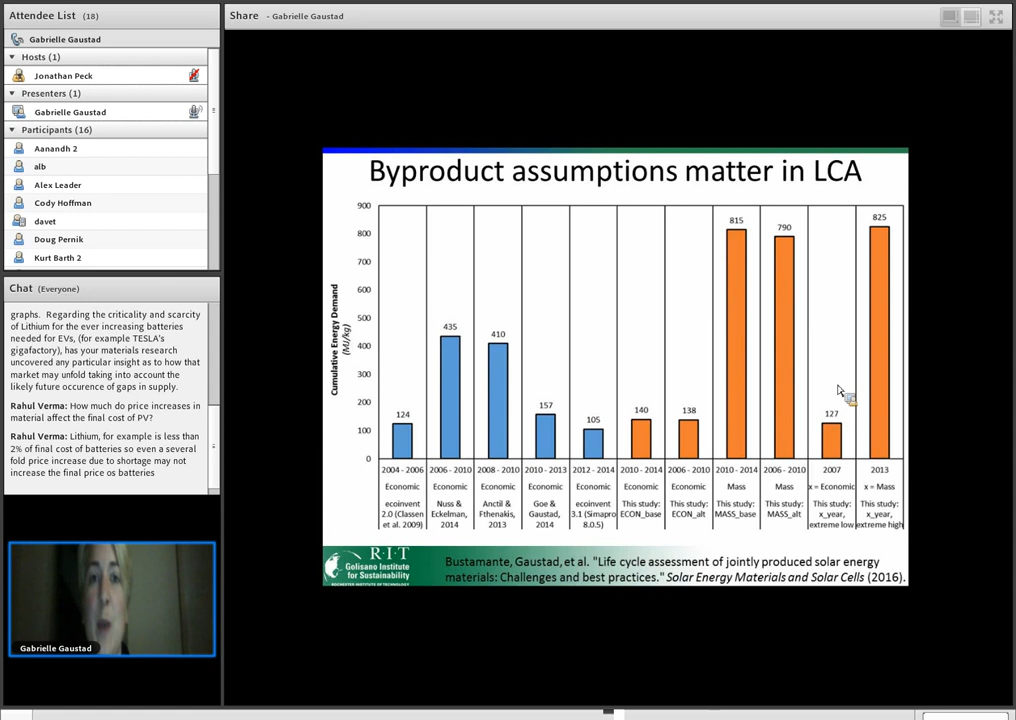 Attendee List (18)
Gabrielle Gaustad
Hosts (1)
Jonathan Peck
Presenters (1)
Gabrielle Gaustad
Participants (16)
Aanandh 2
alb
Alex Leader
Cody Hoffman
davet
Doug Pernik
Kurt Barth 2
Chat (Everyone)
graphs. Regarding the criticality and scarcity
of Lithium for the ever increasing batteries
needed for EVs, (for example TESLA's
gigafactory), has your materials research
uncovered any particular insight as to how that
market may unfold taking into account the
likely future occurence of gaps in supply.
Rahul Verma: How much do price increases in
material affect the final cost of PV?
Rahul Verma: Lithium, for example is less than
2% of final cost of batteries so even a several
fold price increase due to shortage may not
increase the final price os batteries
Gabrielle Gaustad
Share - Gabrielle Gaustad
Byproduct assumptions matter in LCA
Cumulative Energy Demand
(MJ/kg)
900
800
700
600
500
400
300
200
100
0
124
435
410
157
105
140
138
815
790
127
825
2004 - 2006
Economic
ecoinvent
2.0 (Classen
et al. 2009)
2006 - 2010
Economic
Nuss &
Eckelman,
2014
2008 - 2010
Economic
Anctil &
Fthenakis,
2013
2010 - 2013
Economic
Goe &
Gaustad,
2014
2012 - 2014
Economic
ecoinvent
3.1 (Simapro
8.0.5)
2010 - 2014
Economic
This study:
ECON_base
2006 - 2010
Economic
This study:
ECON_alt
2010 - 2014
Mass
This study:
MASS_base
2006 - 2010
Mass
This study:
MASS_alt
2007
x = Economic
This study:
x_year,
extreme low
2013
x = Mass
This study:
x_year,
extreme high
R·I·T
Golisano Institute
for Sustainability
ROCHESTER INSTITUTE OF TECHNOLOGY
Bustamante, Gaustad, et al. "Life cycle assessment of jointly produced solar energy
materials: Challenges and best practices." Solar Energy Materials and Solar Cells (2016).